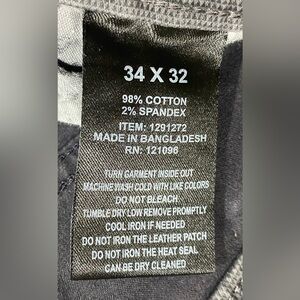 34 X 32
98% COTTON
2% SPANDEX
ITEM: 1291272
MADE IN BANGLADESH
RN: 121096
TURN GARMENT INSIDE OUT
MACHINE WASH COLD WITH LIKE COLORS
DO NOT BLEACH
TUMBLE DRY LOW REMOVE PROMPTLY
COOL IRON IF NEEDED
DO NOT IRON THE LEATHER PATCH
DO NOT IRON THE HEAT SEAL
CAN BE DRY CLEANED